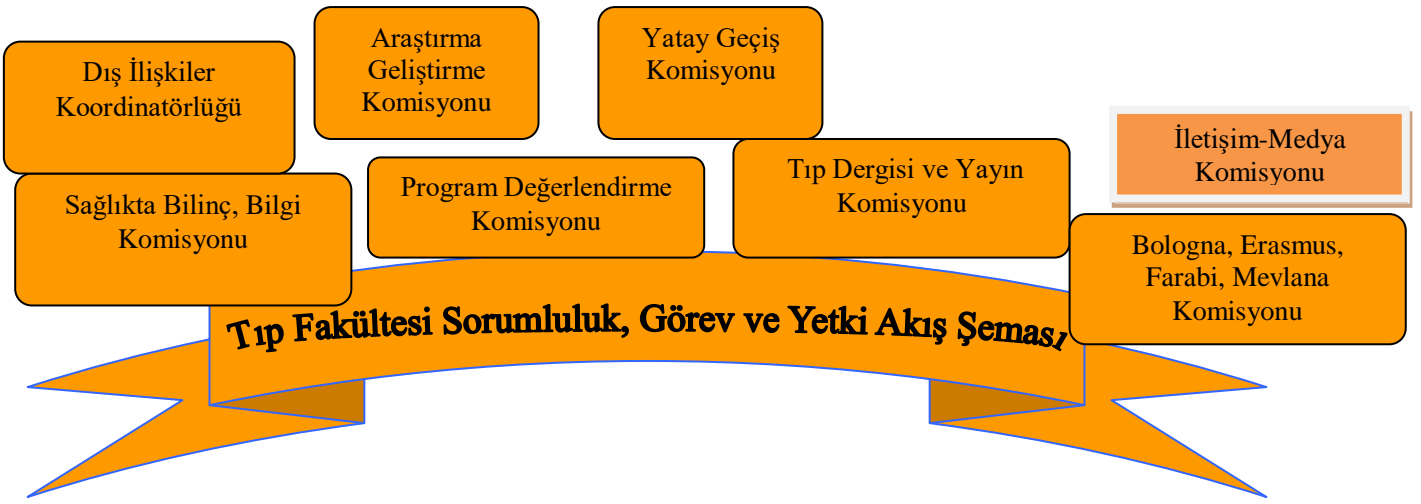 Dış İlişkiler
Koordinatörlüğü
Araştırma
Geliştirme
Komisyonu
Yatay Geçiş
Komisyonu
İletişim-Medya
Komisyonu
Sağlıkta Bilinç, Bilgi
Komisyonu
Program Değerlendirme
Komisyonu
Tıp Dergisi ve Yayın
Komisyonu
Bologna, Erasmus,
Farabi, Mevlana
Komisyonu
Tıp Fakültesi Sorumluluk, Görev ve Yetki Akış Şeması